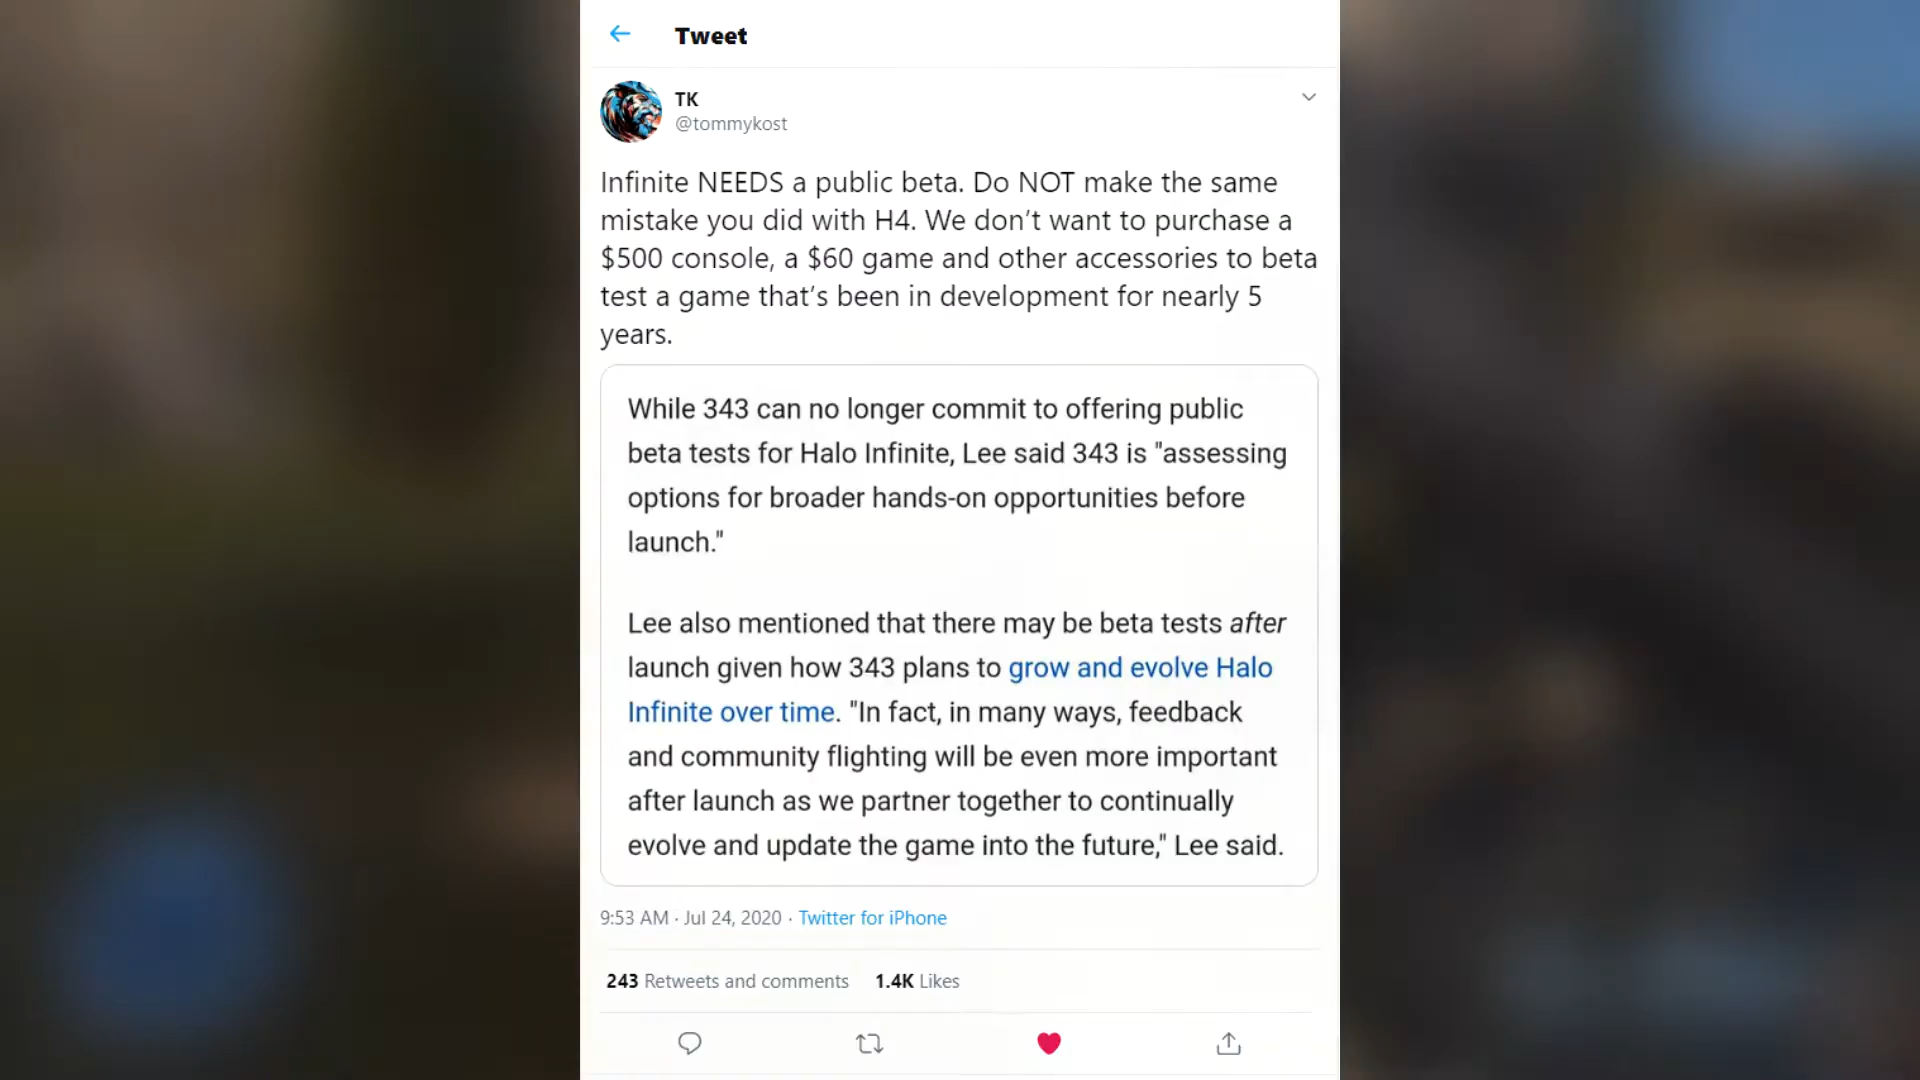 Tweet
TK
@tommykost
Infinite NEEDS a public beta. Do NOT make the same
mistake you did with H4. We don’t want to purchase a
$500 console, a $60 game and other accessories to beta
test a game that’s been in development for nearly 5
years.
While 343 can no longer commit to offering public
beta tests for Halo Infinite, Lee said 343 is "assessing
options for broader hands-on opportunities before
launch."
Lee also mentioned that there may be beta tests after
launch given how 343 plans to grow and evolve Halo
Infinite over time. "In fact, in many ways, feedback
and community flighting will be even more important
after launch as we partner together to continually
evolve and update the game into the future," Lee said.
9:53 AM · Jul 24, 2020 · Twitter for iPhone
243 Retweets and comments 1.4K Likes